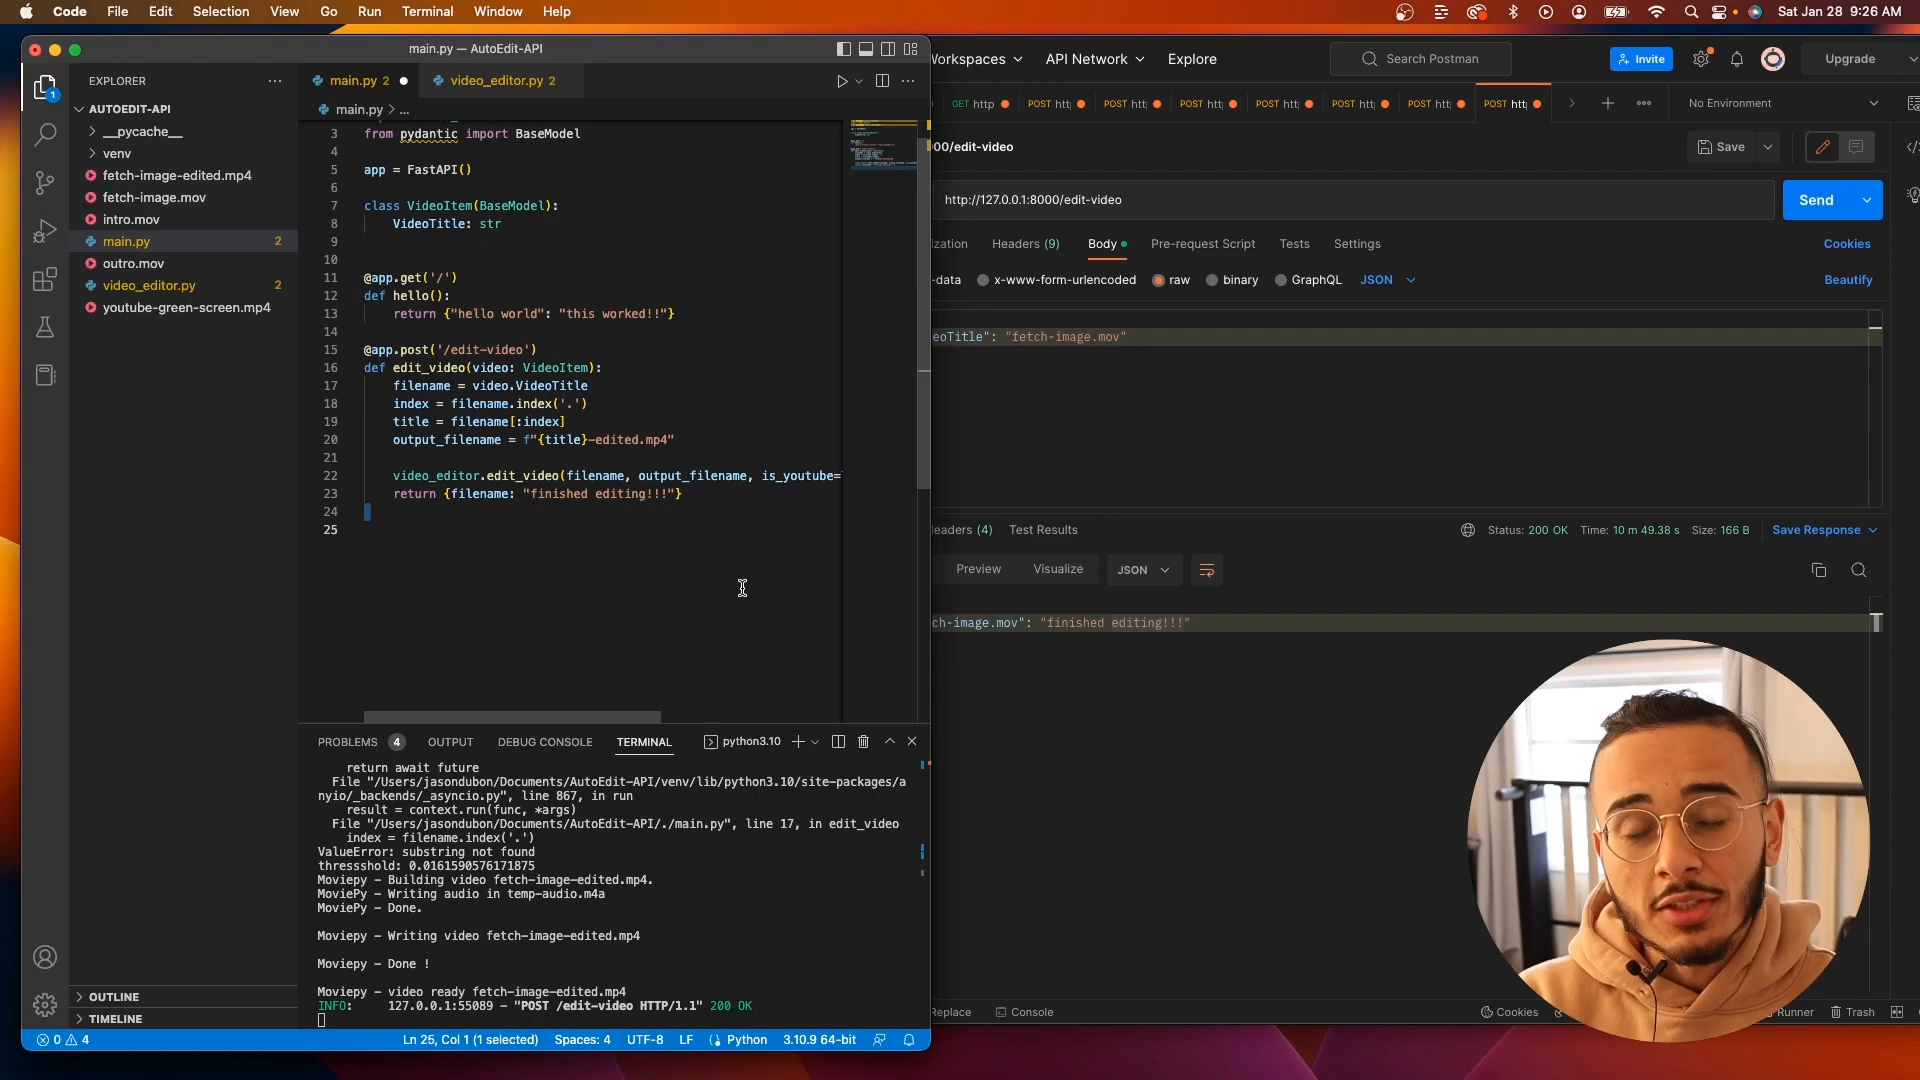 Code File Edit Selection View Go Run Terminal Window Help
Sat Jan 28 9:26 AM
main.py — AutoEdit-API
EXPLORER
AUTOEDIT-API
__pycache__
venv
fetch-image-edited.mp4
fetch-image.mov
intro.mov
main.py 2
outro.mov
video_editor.py 2
youtube-green-screen.mp4
OUTLINE
TIMELINE
1
main.py 2
video_editor.py 2
main.py > ...
3 from pydantic import BaseModel
4
5 app = FastAPI()
6
7 class VideoItem(BaseModel):
8 VideoTitle: str
9
10
11 @app.get('/')
12 def hello():
13 return {"hello world": "this worked!!"}
14
15 @app.post('/edit-video')
16 def edit_video(video: VideoItem):
17 filename = video.VideoTitle
18 index = filename.index('.')
19 title = filename[:index]
20 output_filename = f"{title}-edited.mp4"
21
22 video_editor.edit_video(filename, output_filename, is_youtube=
23 return {filename: "finished editing!!!"}
24
25
PROBLEMS 4 OUTPUT DEBUG CONSOLE TERMINAL python3.10
return await future
File "/Users/jasondubon/Documents/AutoEdit-API/venv/lib/python3.10/site-packages/a
nyio/_backends/_asyncio.py", line 867, in run
result = context.run(func, *args)
File "/Users/jasondubon/Documents/AutoEdit-API/./main.py", line 17, in edit_video
index = filename.index('.')
ValueError: substring not found
thressshold: 0.0161590576171875
Moviepy - Building video fetch-image-edited.mp4.
MoviePy - Writing audio in temp-audio.m4a
MoviePy - Done.
Moviepy - Writing video fetch-image-edited.mp4
Moviepy - Done !
Moviepy - video ready fetch-image-edited.mp4
INFO: 127.0.0.1:55089 - "POST /edit-video HTTP/1.1" 200 OK
0 4 Ln 25, Col 1 (1 selected) Spaces: 4 UTF-8 LF Python 3.10.9 64-bit
Workspaces API Network Explore Search Postman Invite Upgrade
GET http POST htt POST htt POST htt POST htt POST htt POST htt POST htt No Environment
00/edit-video Save
http://127.0.0.1:8000/edit-video Send
ization Headers (9) Body Pre-request Script Tests Settings Cookies
-data x-www-form-urlencoded raw binary GraphQL JSON Beautify
eoTitle": "fetch-image.mov"
eaders (4) Test Results Status: 200 OK Time: 10 m 49.38 s Size: 166 B Save Response
Preview Visualize JSON
ch-image.mov": "finished editing!!!"
Replace Console Cookies Runner Trash